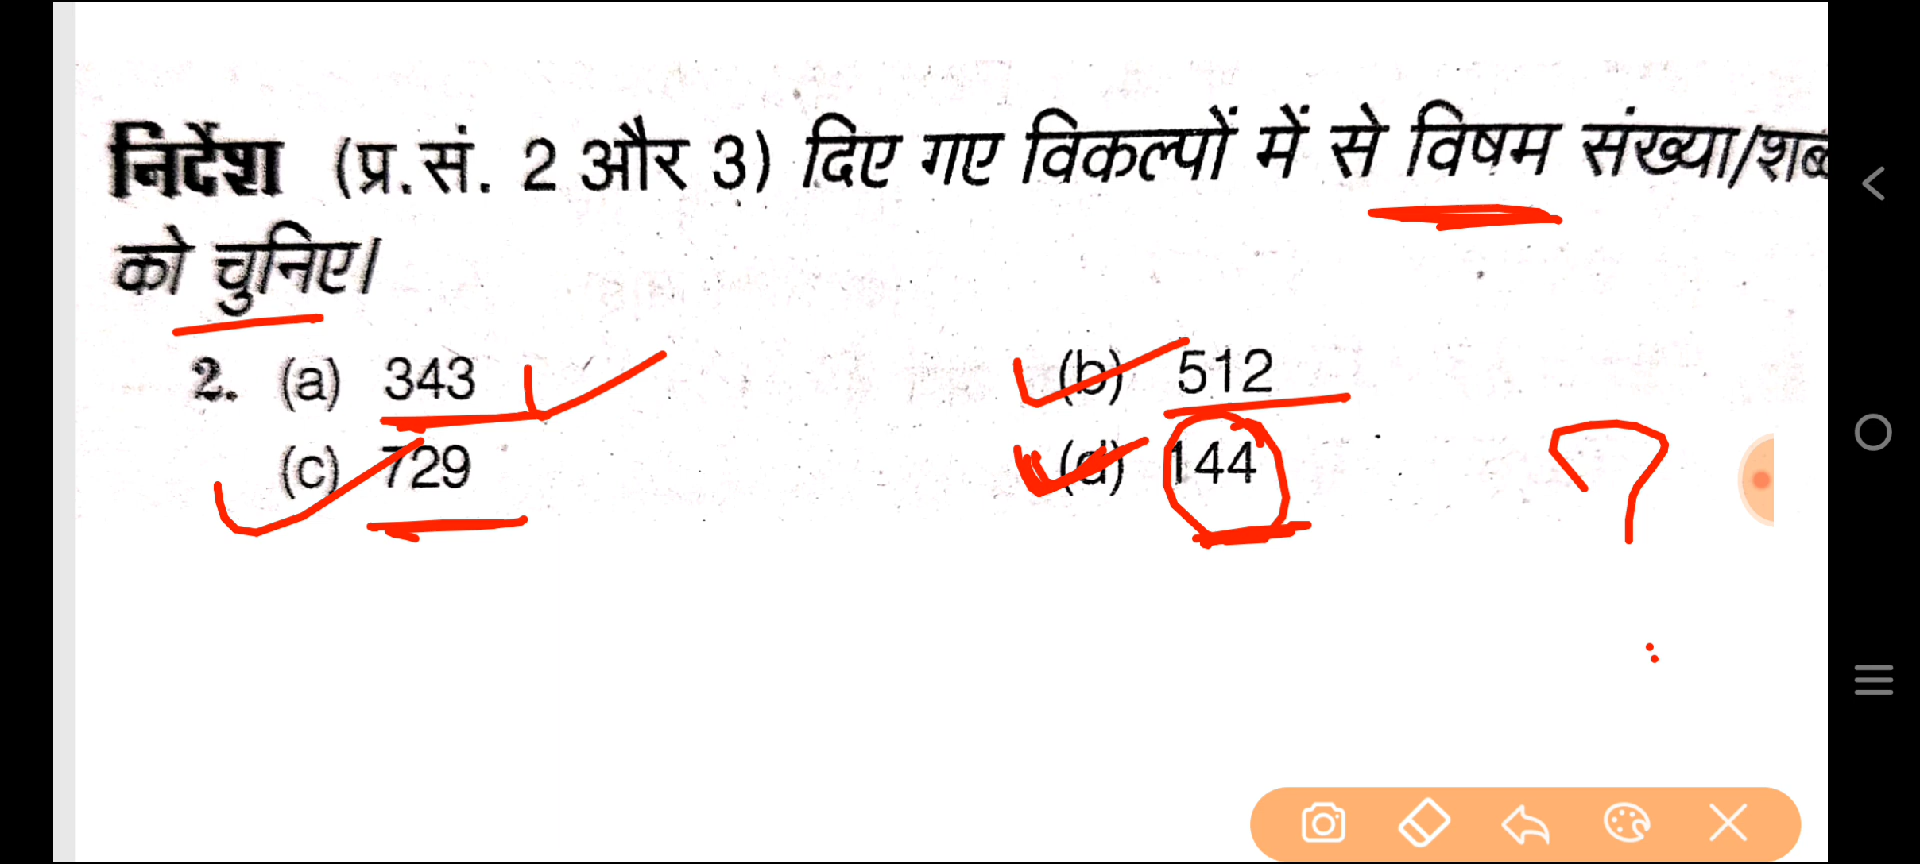 निर्देश (प्र.सं. 2 और 3) दिए गए विकल्पों में से विषम संख्या/शब्
को चुनिए।
2. (a) 343 (b) 512
(c) 729 (d) 144
?